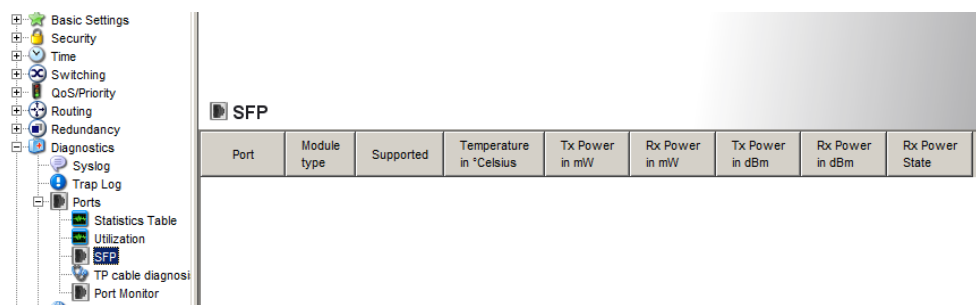 Basic Settings
Security
Time
Switching
QoS/Priority
Routing
Redundancy
Diagnostics
Syslog
Trap Log
Ports
Statistics Table
Utilization
SFP
TP cable diagnosi
Port Monitor
SFP
Port
Module
type
Supported
Temperature
in °Celsius
Tx Power
in mW
Rx Power
in mW
Tx Power
in dBm
Rx Power
in dBm
Rx Power
State